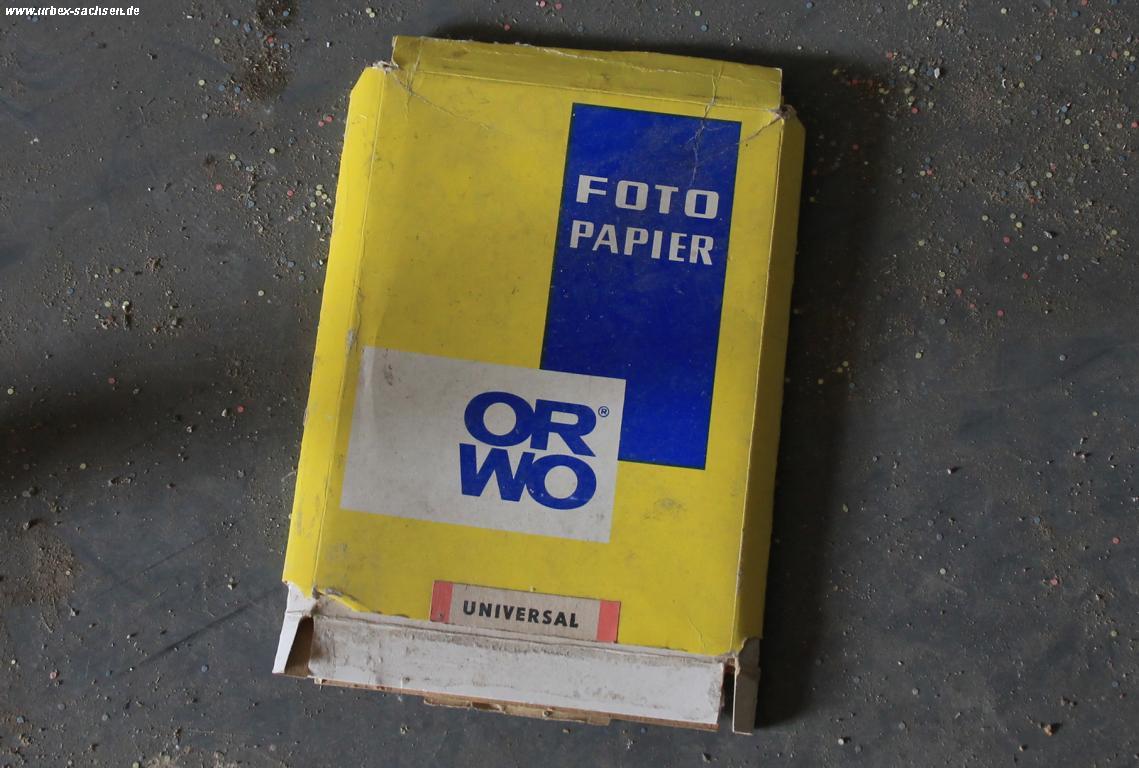 www.urbex-sachsen.de
FOTO
PAPIER
OR®
WO
UNIVERSAL